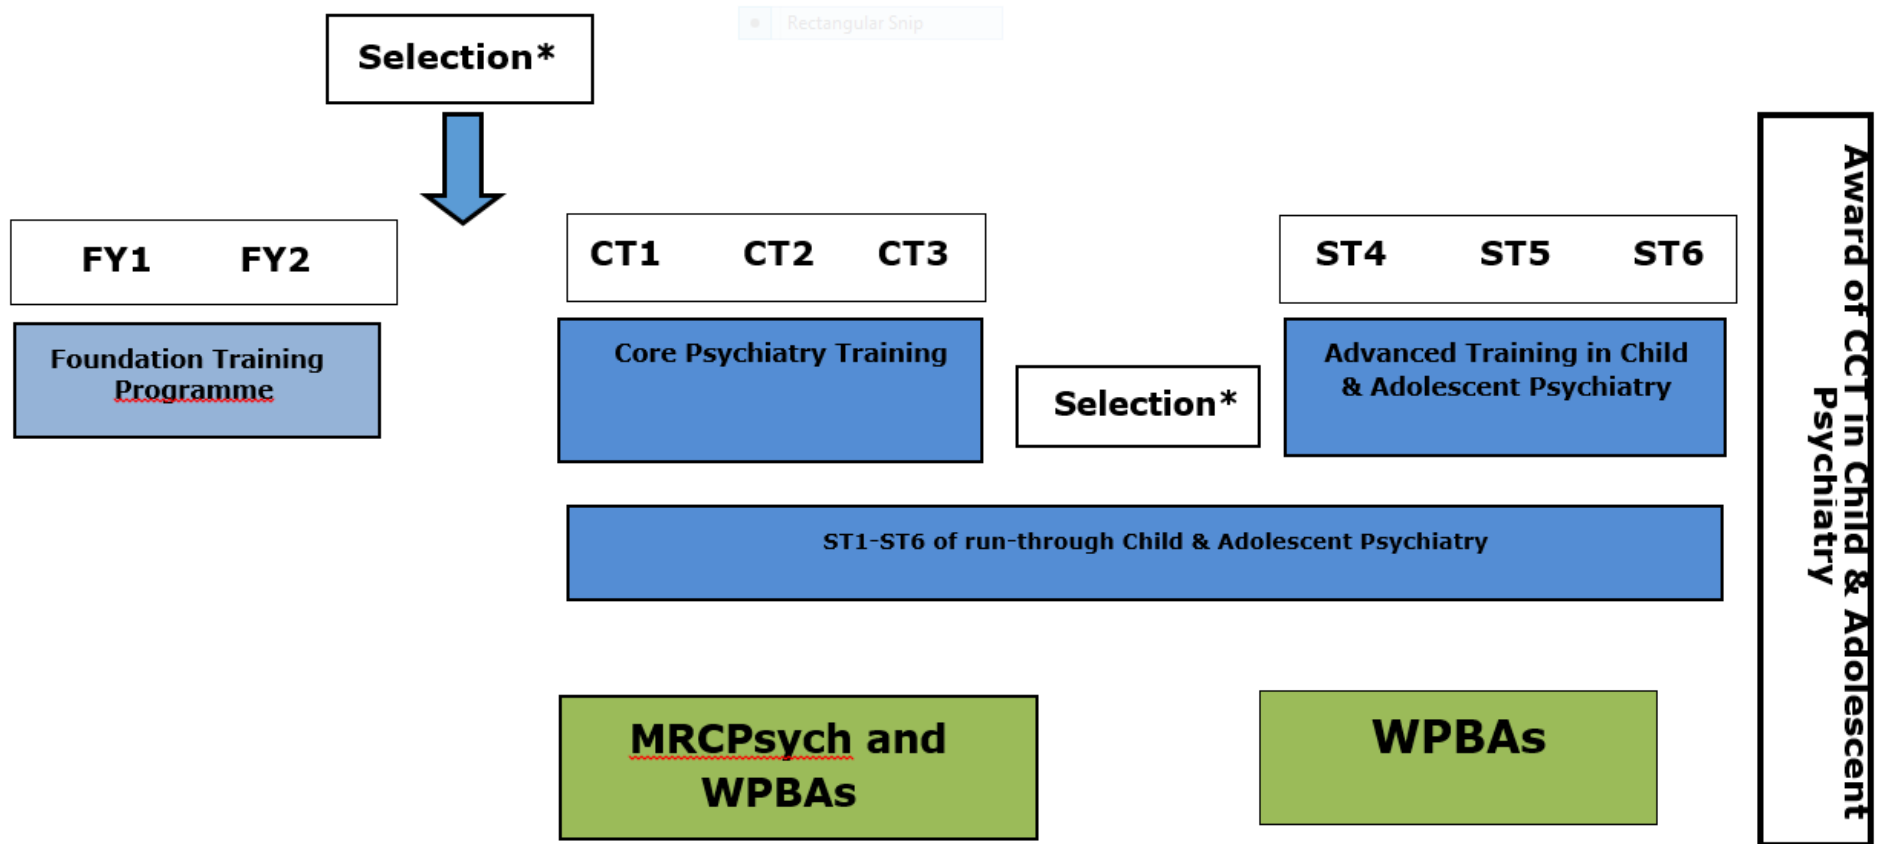 Rectangular Snip
Selection*
FY1 FY2
CT1 CT2 CT3
ST4 ST5 ST6
Foundation Training
Programme
Core Psychiatry Training
Selection*
Advanced Training in Child
& Adolescent Psychiatry
ST1-ST6 of run-through Child & Adolescent Psychiatry
MRCPsych and
WPBAs
WPBAs
Award of CCT in Child & Adolescent
Psychiatry